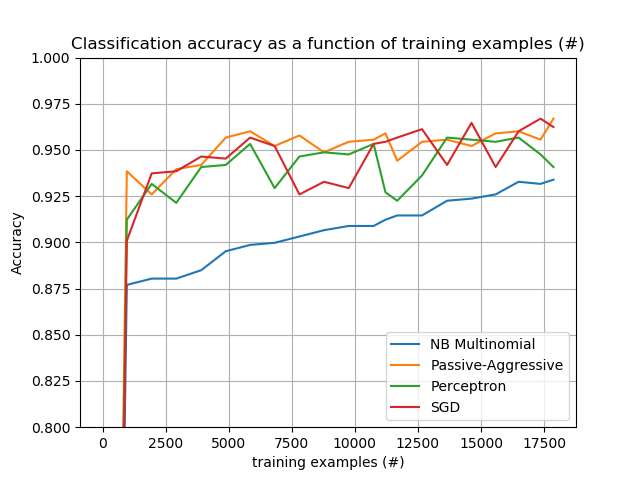 Classification accuracy as a function of training examples (#)
1.000
0.975
0.950
0.925
0.900
0.875
0.850
0.825
0.800
Accuracy
NB Multinomial
Passive-Aggressive
Perceptron
SGD
0 2500 5000 7500 10000 12500 15000 17500
training examples (#)